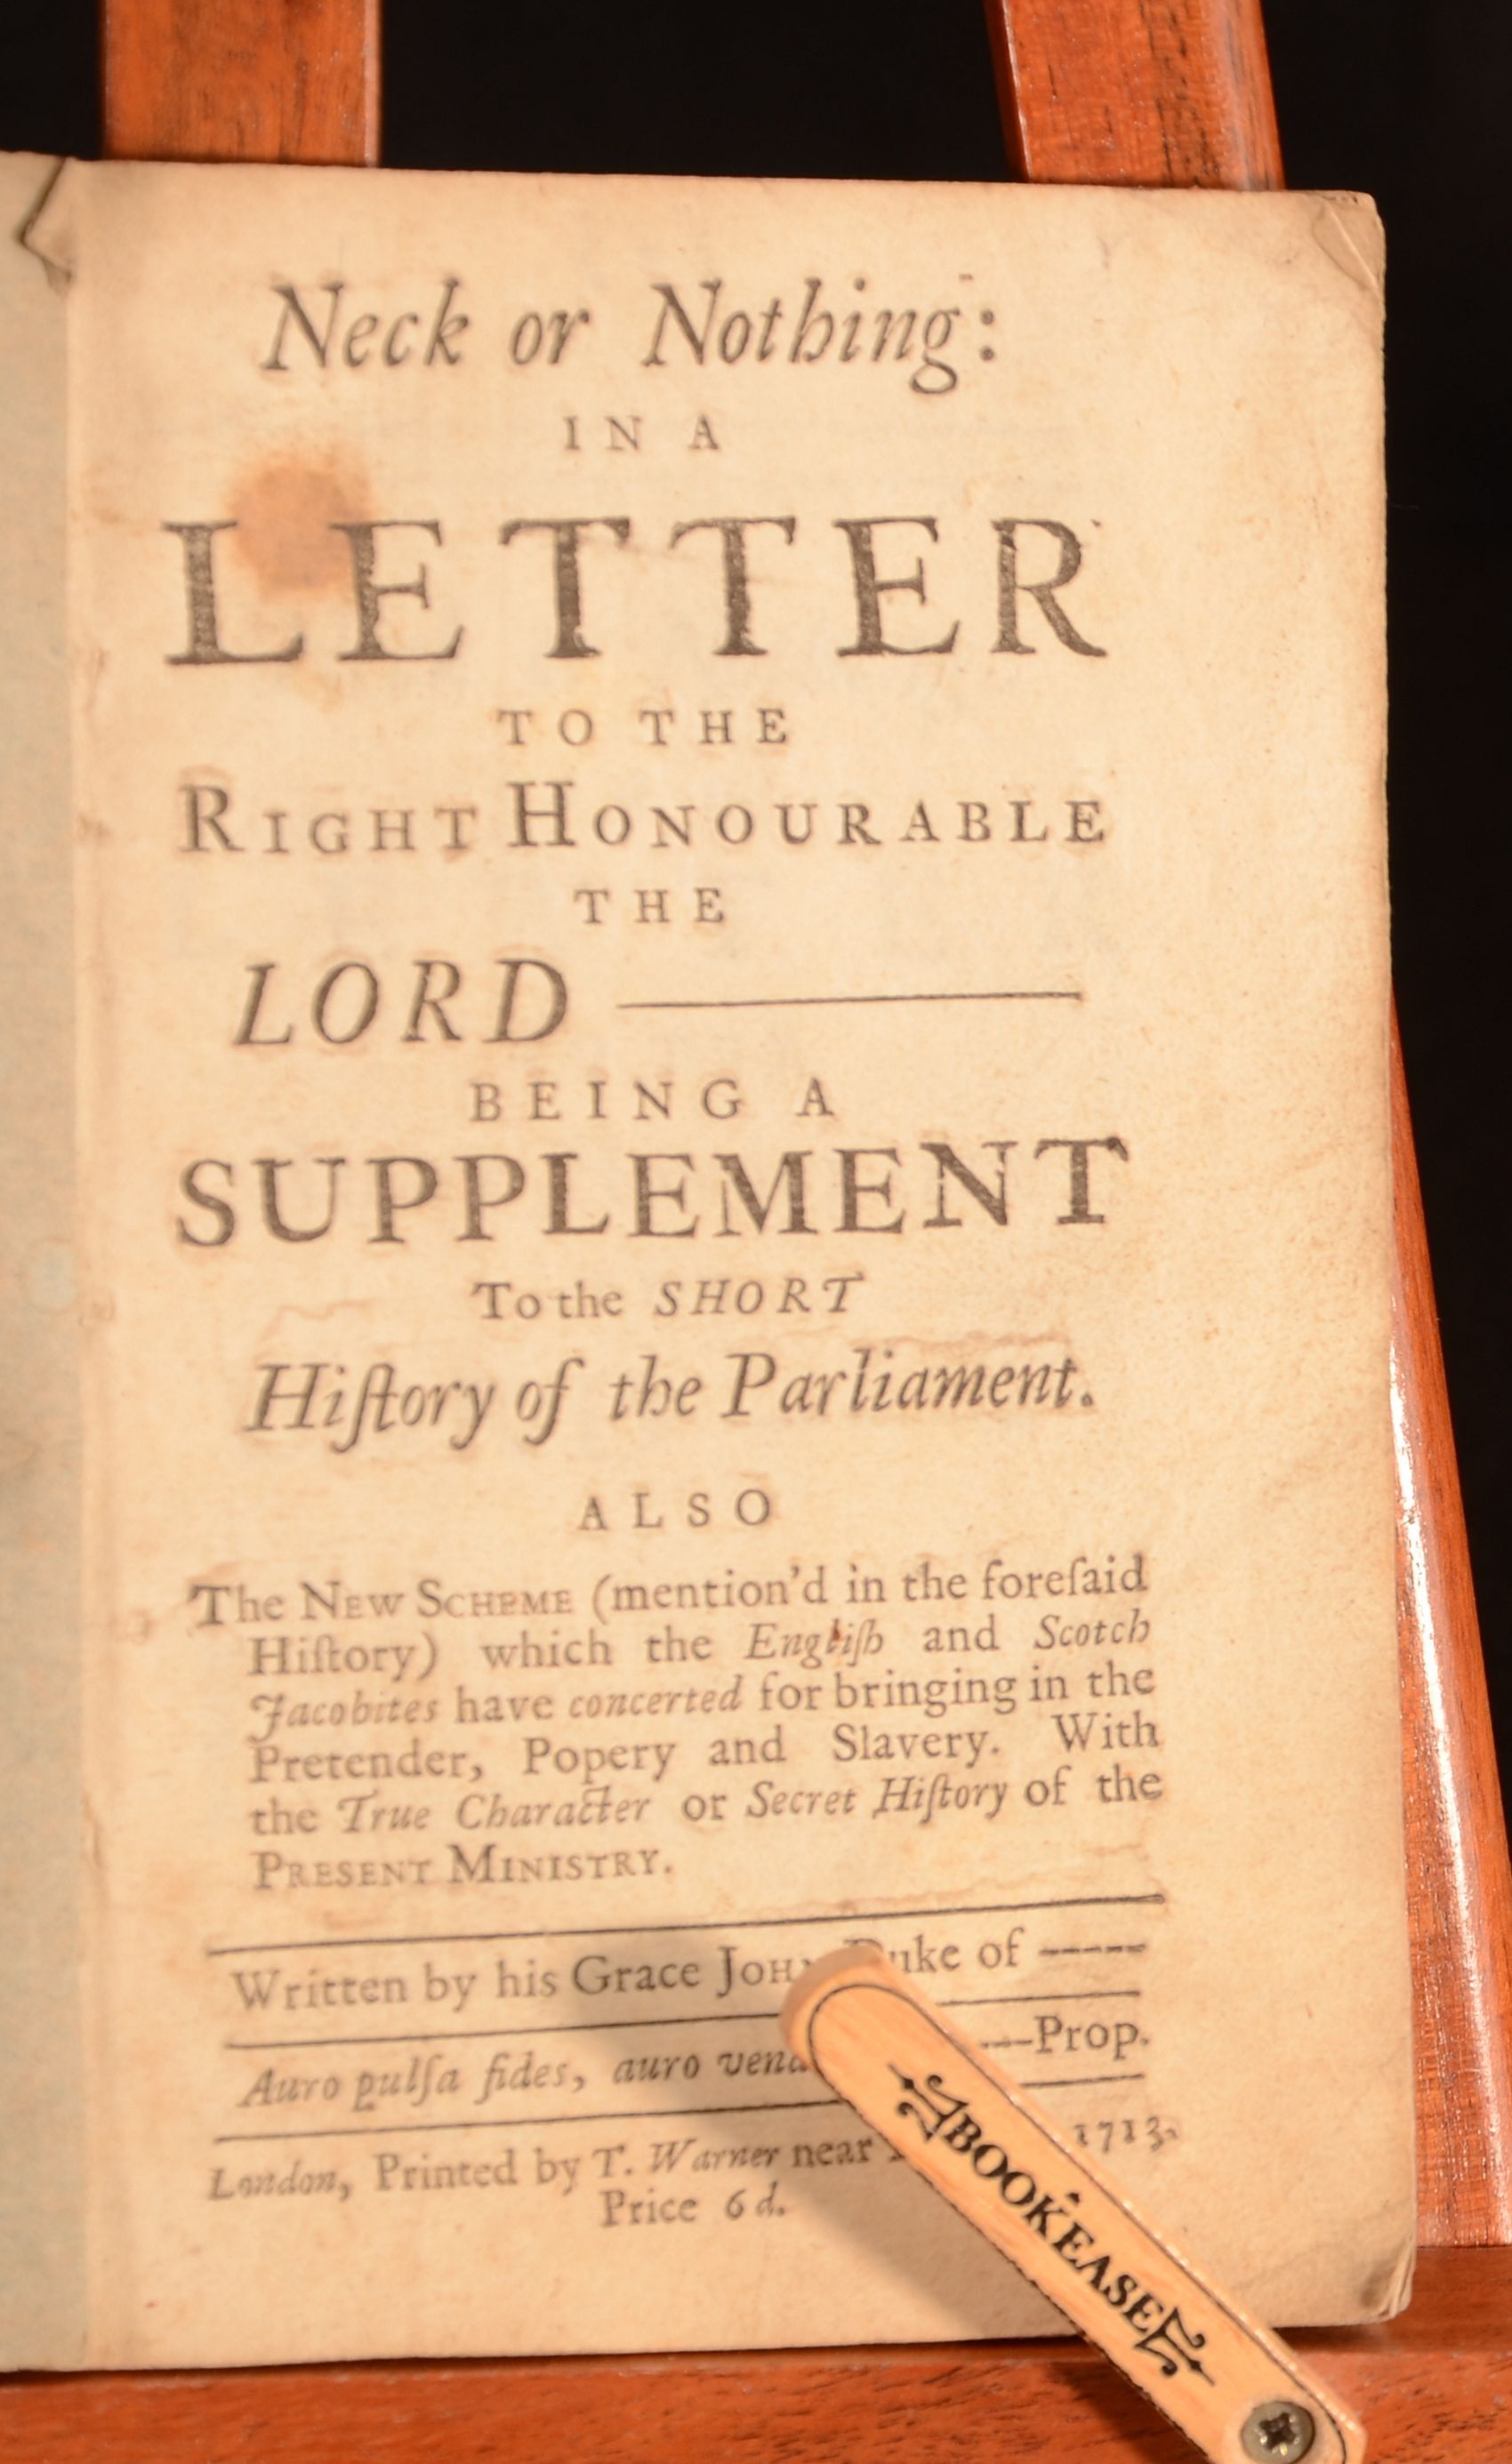 Neck or Nothing:
IN A
LETTER
TO THE
RIGHT HONOURABLE
THE
LORD ———
BEING A
SUPPLEMENT
To the SHORT
Hiſtory of the Parliament.
ALSO
The NEW SCHEME (mention'd in the foreſaid
Hiſtory) which the Engliſh and Scotch
Jacobites have concerted for bringing in the
Pretender, Popery and Slavery. With
the True Character or Secret Hiſtory of the
PRESENT MINISTRY.
Written by his Grace JOHN Duke of -----
Auro pulſa fides, auro —Prop.
London, Printed by T. Warner near 1713.
Price 6 d.
BOOKEASE